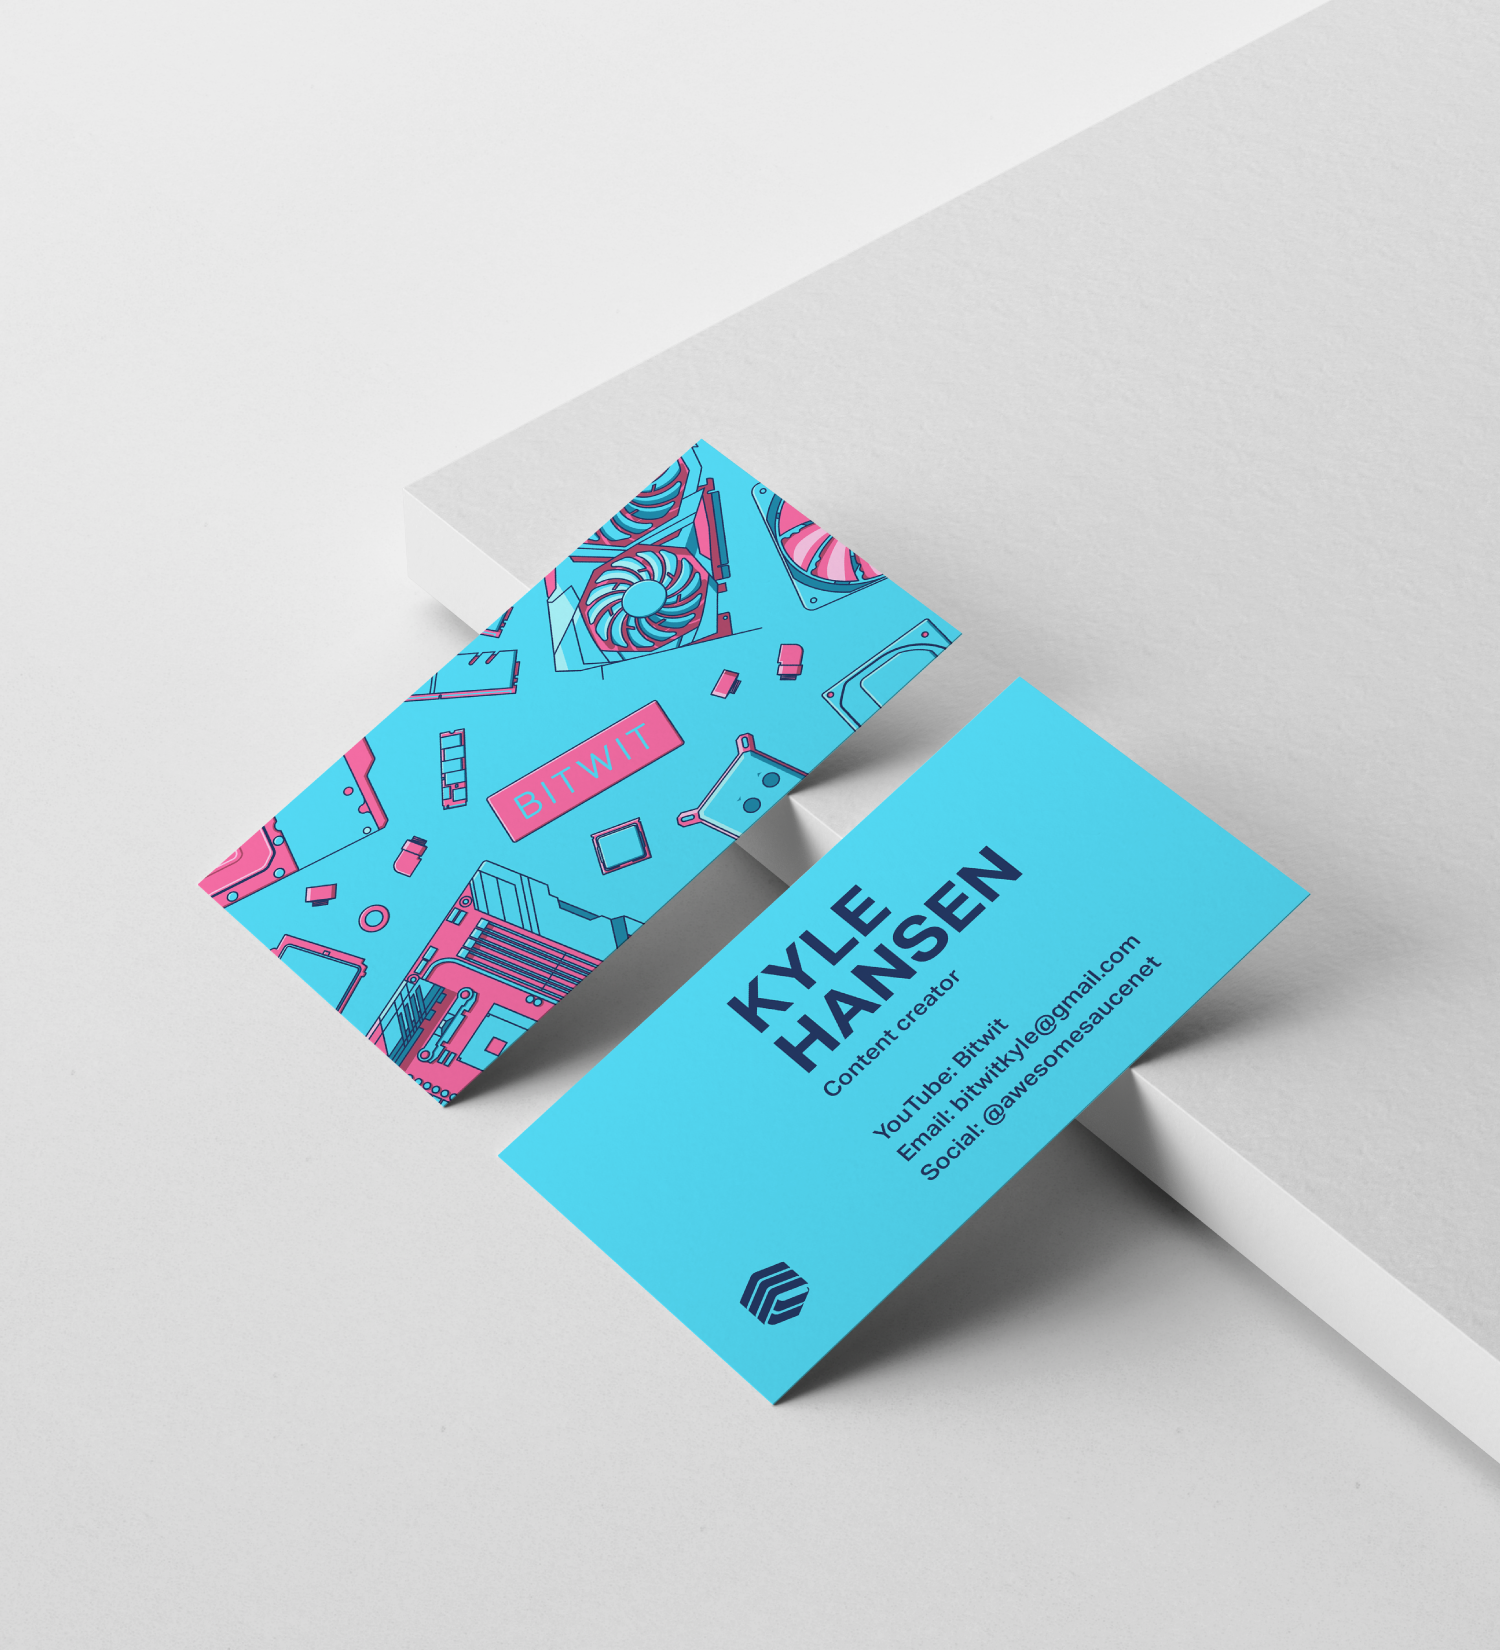 BITWIT
KYLE
HANSEN
Content creator
YouTube: Bitwit
Email: bitwitkyle@gmail.com
Social: @awesomesaucenet